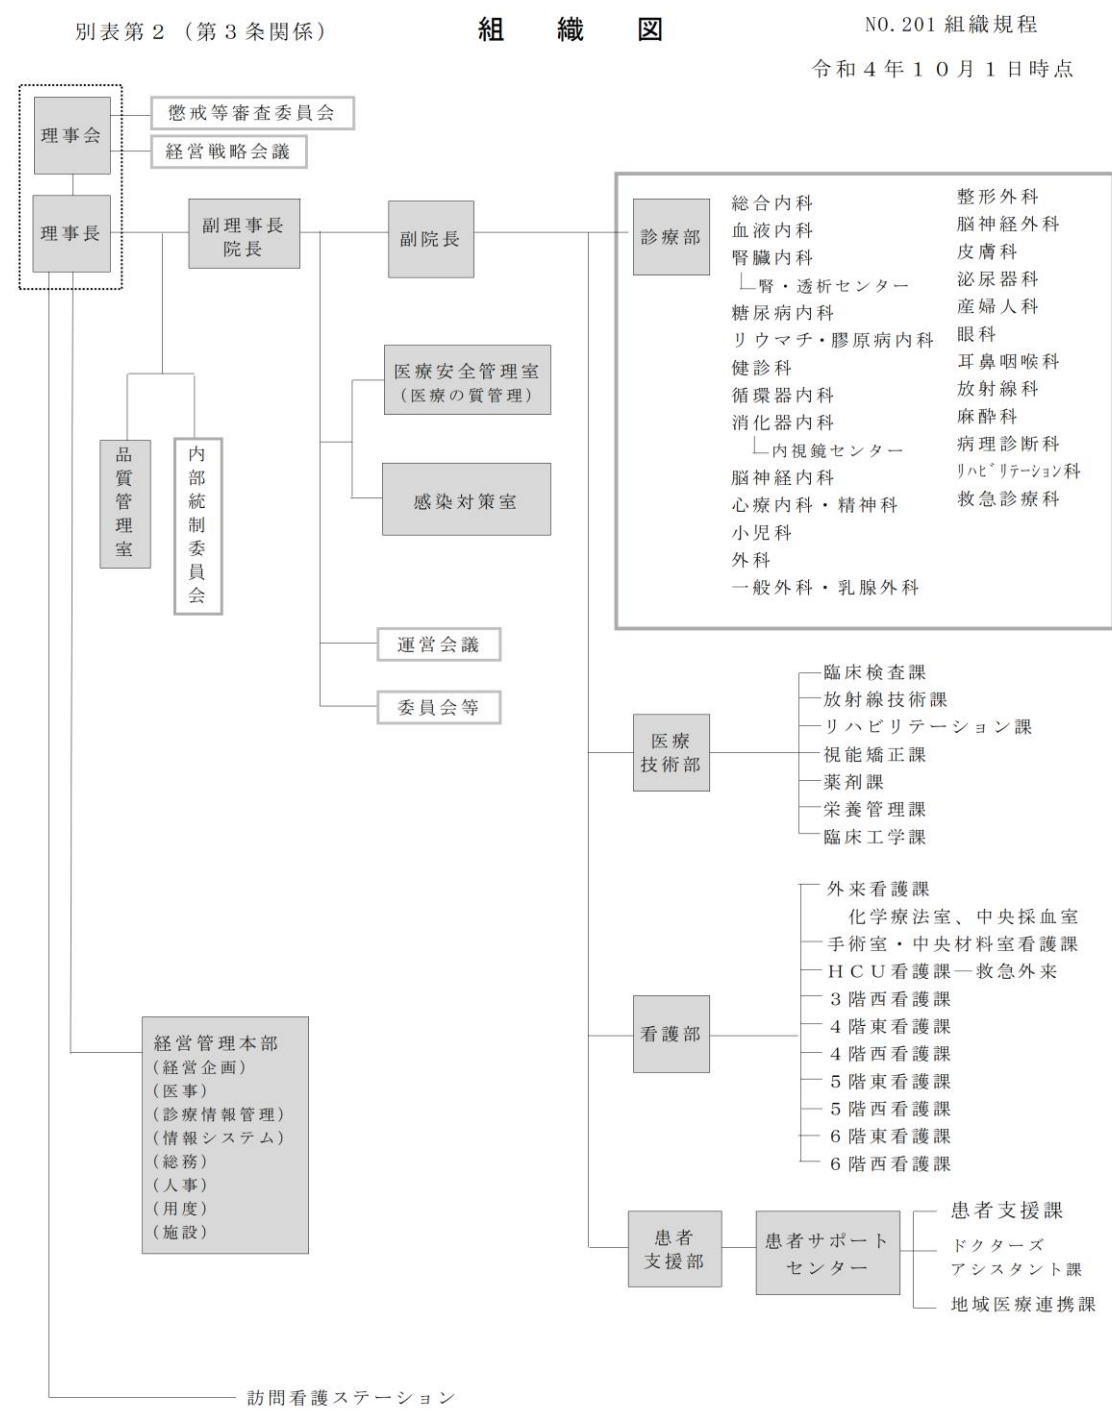 別表第２（第３条関係）
組織図
NO.201 組織規程
令和４年１０月１日時点
理事会
懲戒等審査委員会
経営戦略会議
理事長
副理事長
院長
副院長
品質管理室
内部統制委員会
医療安全管理室
（医療の質管理）
感染対策室
運営会議
委員会等
診療部
総合内科
血液内科
腎臓内科
腎・透析センター
糖尿病内科
リウマチ・膠原病内科
健診科
循環器内科
消化器内科
内視鏡センター
脳神経内科
心療内科・精神科
小児科
外科
一般外科・乳腺外科
整形外科
脳神経外科
皮膚科
泌尿器科
産婦人科
眼科
耳鼻咽喉科
放射線科
麻酔科
病理診断科
ﾘﾊﾋﾞﾘﾃｰｼｮﾝ科
救急診療科
医療
技術部
臨床検査課
放射線技術課
リハビリテーション課
視能矯正課
薬剤課
栄養管理課
臨床工学課
看護部
外来看護課
化学療法室、中央採血室
手術室・中央材料室看護課
ＨＣＵ看護課―救急外来
３階西看護課
４階東看護課
４階西看護課
５階東看護課
５階西看護課
６階東看護課
６階西看護課
患者
支援部
患者サポート
センター
患者支援課
ドクターズ
アシスタント課
地域医療連携課
経営管理本部
（経営企画）
（医事）
（診療情報管理）
（情報システム）
（総務）
（人事）
（用度）
（施設）
訪問看護ステーション